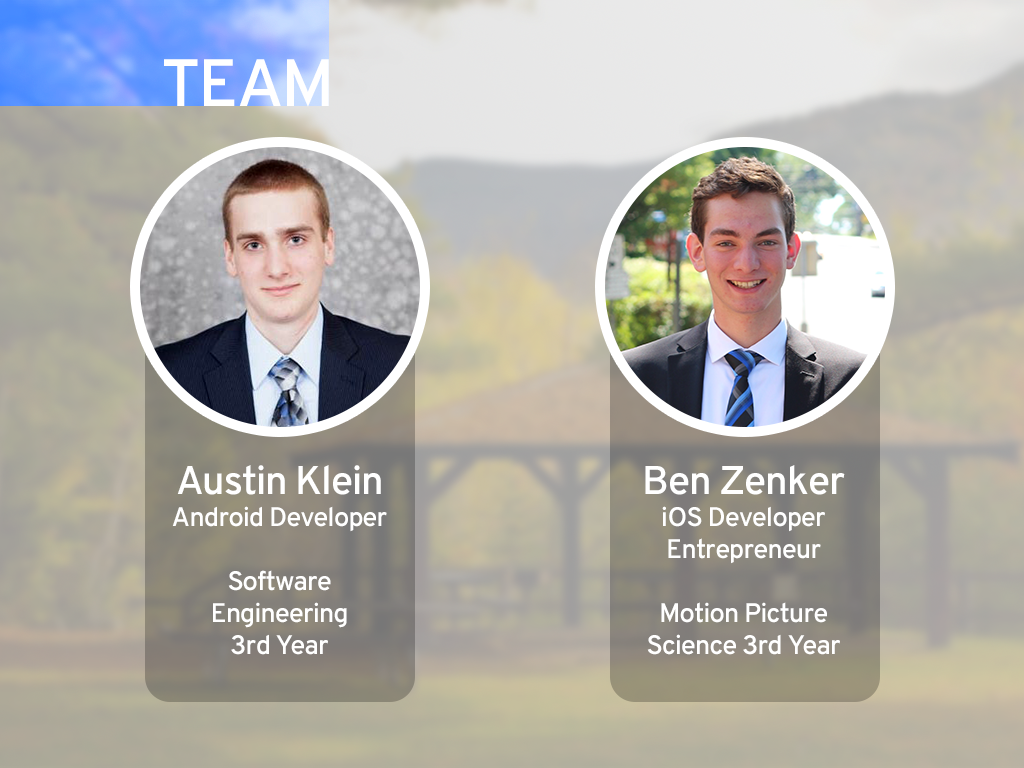 TEAM
Austin Klein
Android Developer
Software
Engineering
3rd Year
Ben Zenker
iOS Developer
Entrepreneur
Motion Picture
Science 3rd Year